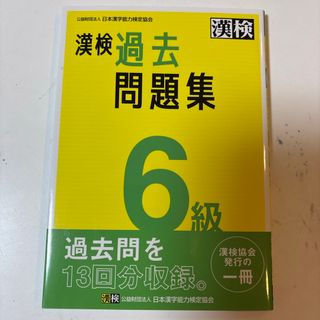 公益財団法人 日本漢字能力検定協会
漢検
漢検 過去
問題集
6級
過去問を
13回分収録。
漢検協会
発行の
一冊
漢検 公益財団法人 日本漢字能力検定協会